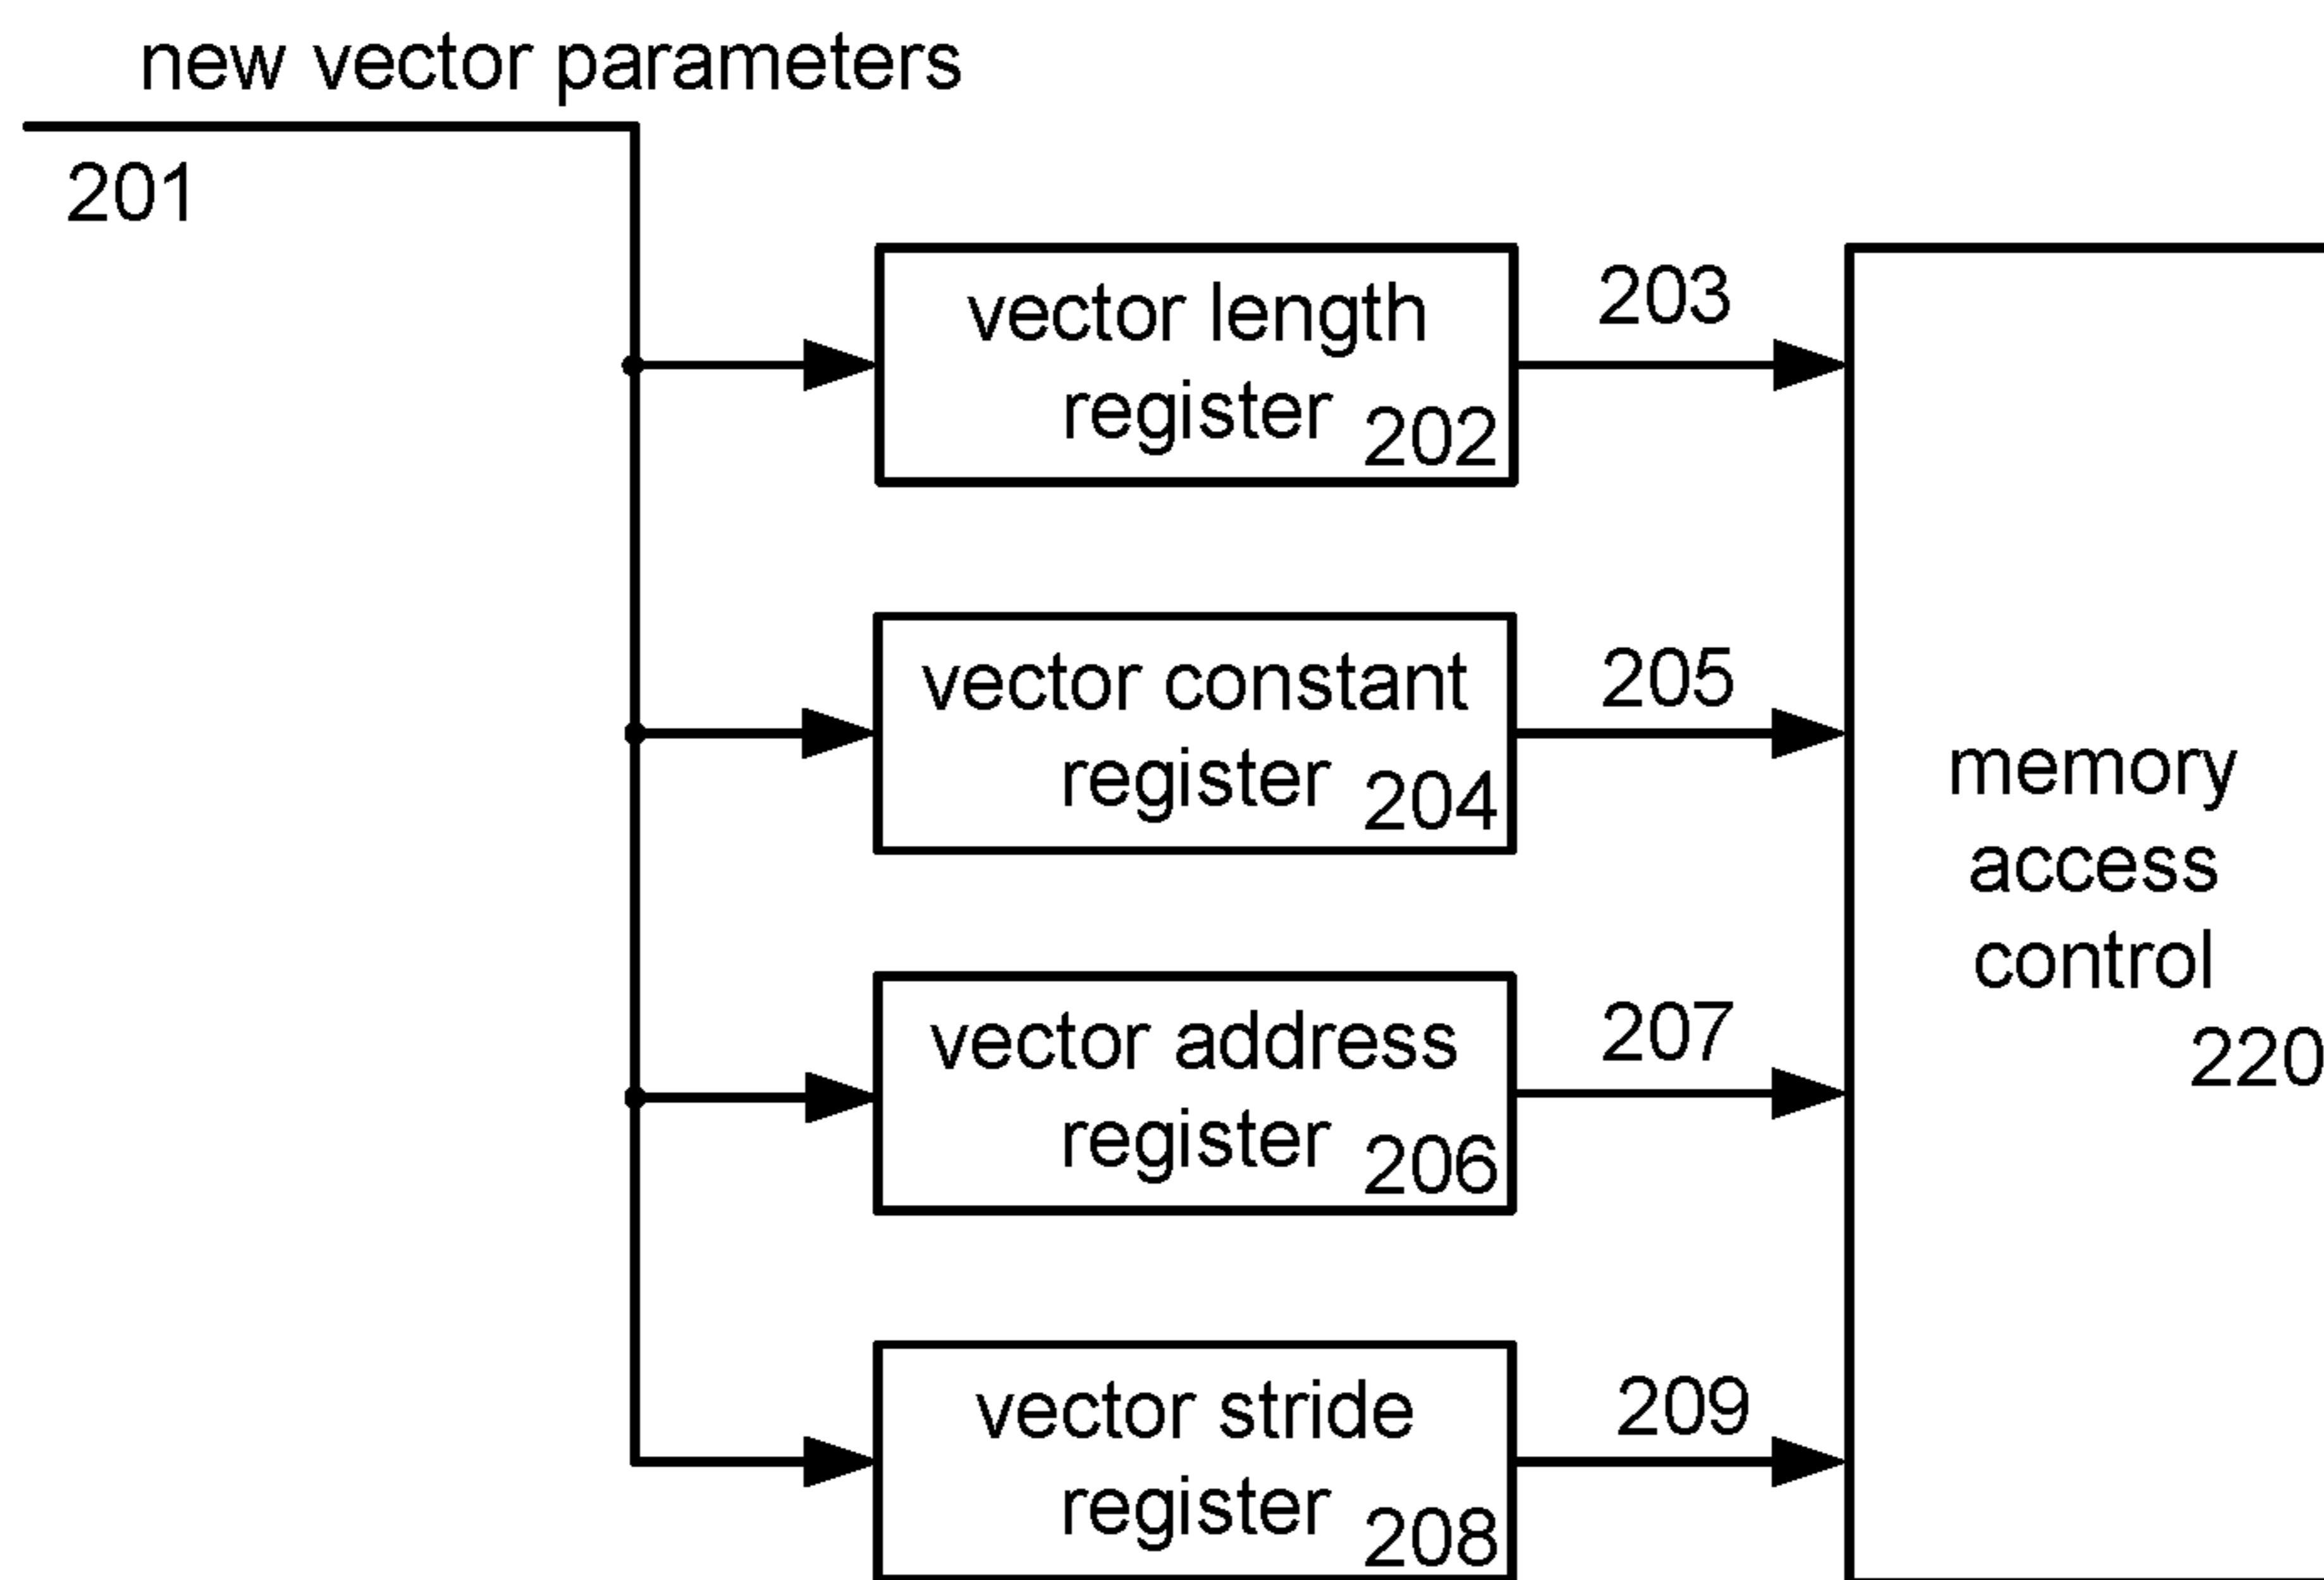 new vector parameters
201
vector length
register 202
203
vector constant
register 204
205
vector address
register 206
207
vector stride
register 208
209
memory
access
control
220